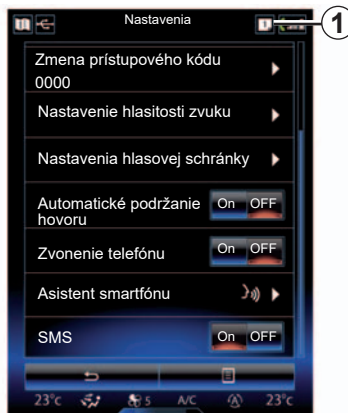 Nastavenia
1
Zmena prístupového kódu
0000
Nastavenie hlasitosti zvuku
Nastavenia hlasovej schránky
Automatické podržanie
hovoru
On OFF
Zvonenie telefónu
On OFF
Asistent smartfónu
SMS
On OFF
23°c 5 A/C 23°c